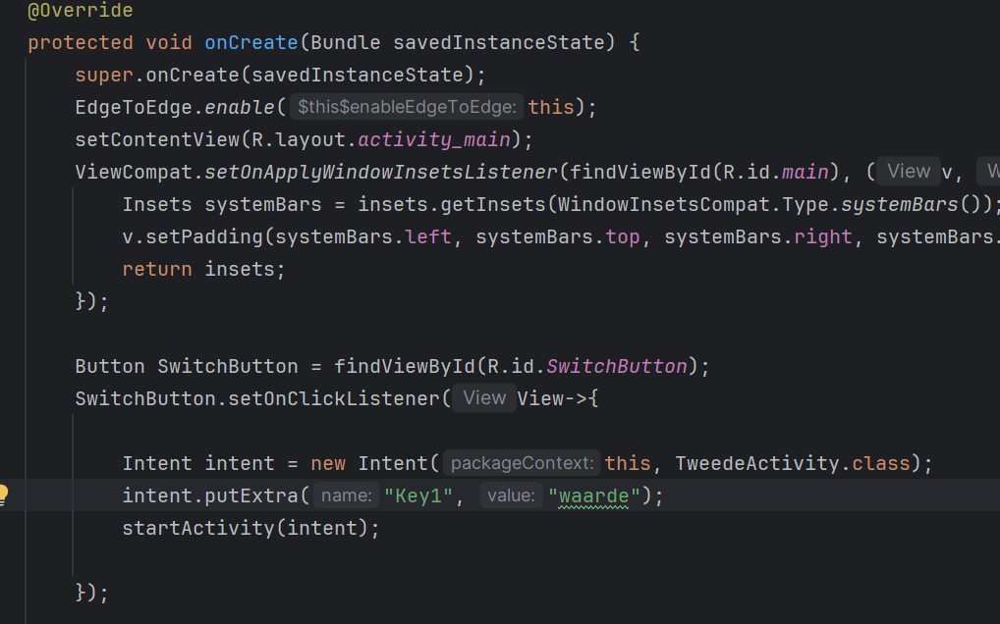 @Override
protected void onCreate(Bundle savedInstanceState) {
super.onCreate(savedInstanceState);
EdgeToEdge.enable( $this$enableEdgeToEdge: this);
setContentView(R.layout.activity_main);
ViewCompat.setOnApplyWindowInsetsListener(findViewById(R.id.main), ( View v, W
Insets systemBars = insets.getInsets(WindowInsetsCompat.Type.systemBars());
v.setPadding(systemBars.left, systemBars.top, systemBars.right, systemBars.
return insets;
});
Button SwitchButton = findViewById(R.id.SwitchButton);
SwitchButton.setOnClickListener( View View->{
Intent intent = new Intent( packageContext: this, TweedeActivity.class);
intent.putExtra( name: "Key1", value: "waarde");
startActivity(intent);
});